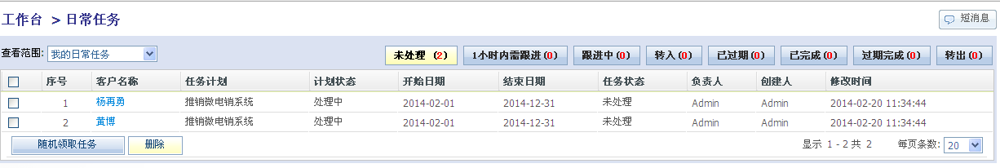 工作台 > 日常任务
短消息
查看范围: 我的日常任务
未处理 (2) 1小时内需跟进(0) 跟进中(0) 转入(0) 已过期(0) 已完成(0) 过期完成(0) 转出(0)
序号 客户名称 任务计划 计划状态 开始日期 结束日期 任务状态 负责人 创建人 修改时间
1 杨再勇 推销微电销系统 处理中 2014-02-01 2014-12-31 未处理 Admin Admin 2014-02-20 11:34:44
2 黄博 推销微电销系统 处理中 2014-02-01 2014-12-31 未处理 Admin Admin 2014-02-20 11:34:44
随机领取任务 删除 显示 1 - 2 共 2 每页条数: 20